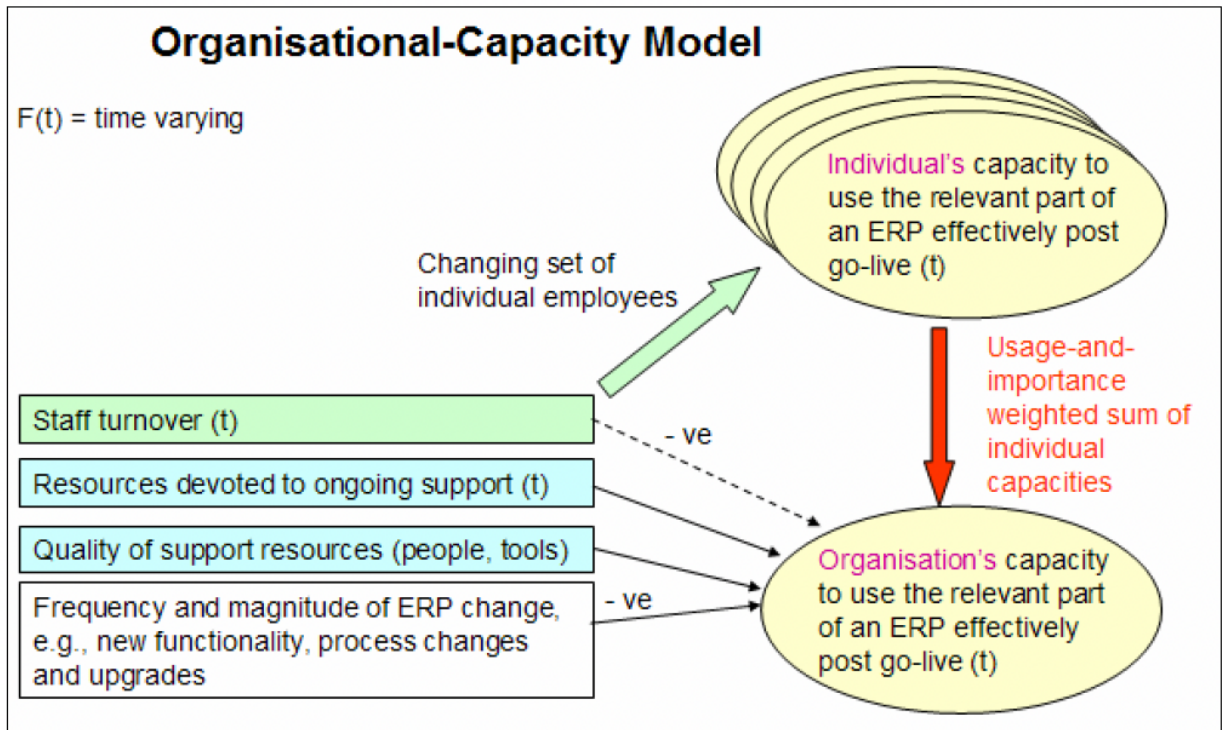 Organisational-Capacity Model
F(t) = time varying
Individual's capacity to
use the relevant part of
an ERP effectively post
go-live (t)
Changing set of
individual employees
Usage-and-
importance
weighted sum of
individual
capacities
Staff turnover (t)
- ve
Resources devoted to ongoing support (t)
Quality of support resources (people, tools)
Frequency and magnitude of ERP change,
e.g., new functionality, process changes
and upgrades
- ve
Organisation's capacity
to use the relevant part
of an ERP effectively
post go-live (t)